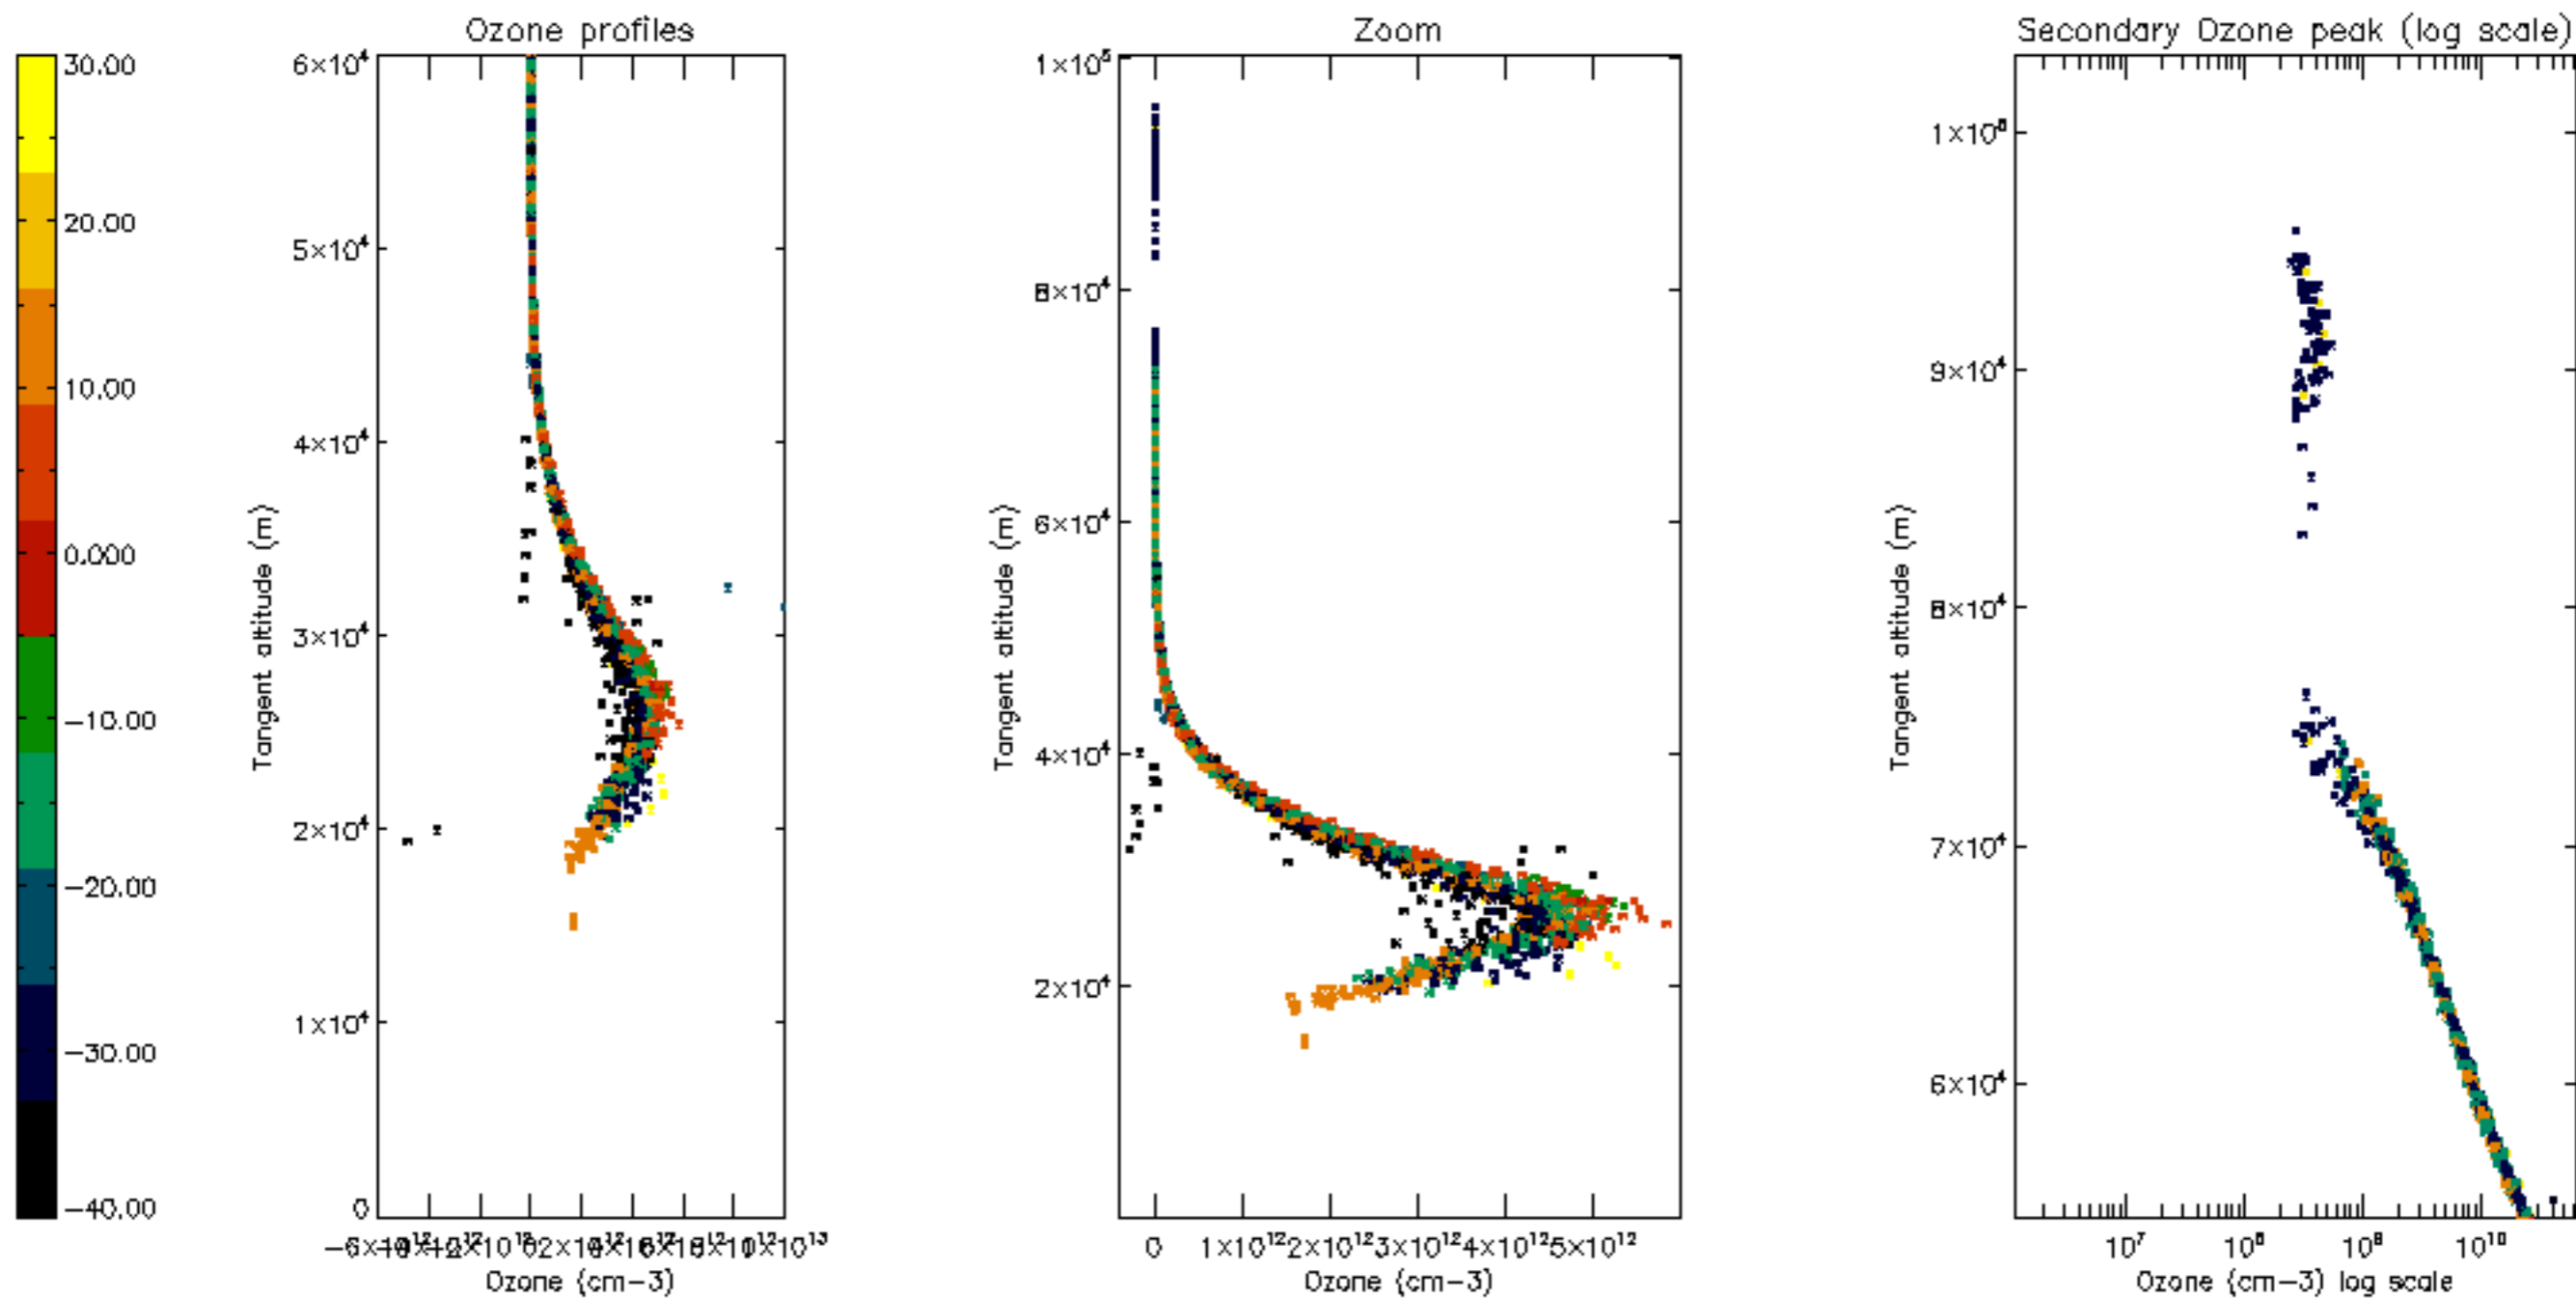 Ozone profiles
Zoom
Secondary Ozone peak (log scale)
30.00
20.00
10.00
0.000
-10.00
-20.00
-30.00
-40.00
6×10⁴
5×10⁴
4×10⁴
3×10⁴
2×10⁴
1×10⁴
0
Tangent altitude (m)
Ozone (cm-3)
1×10⁵
8×10⁴
6×10⁴
4×10⁴
2×10⁴
Tangent altitude (m)
0 1×10¹² 2×10¹² 3×10¹² 4×10¹² 5×10¹²
Ozone (cm-3)
9×10⁴
8×10⁴
7×10⁴
6×10⁴
Tangent altitude (m)
10⁷ 10⁸ 10⁹ 10¹⁰
Ozone (cm-3) log scale